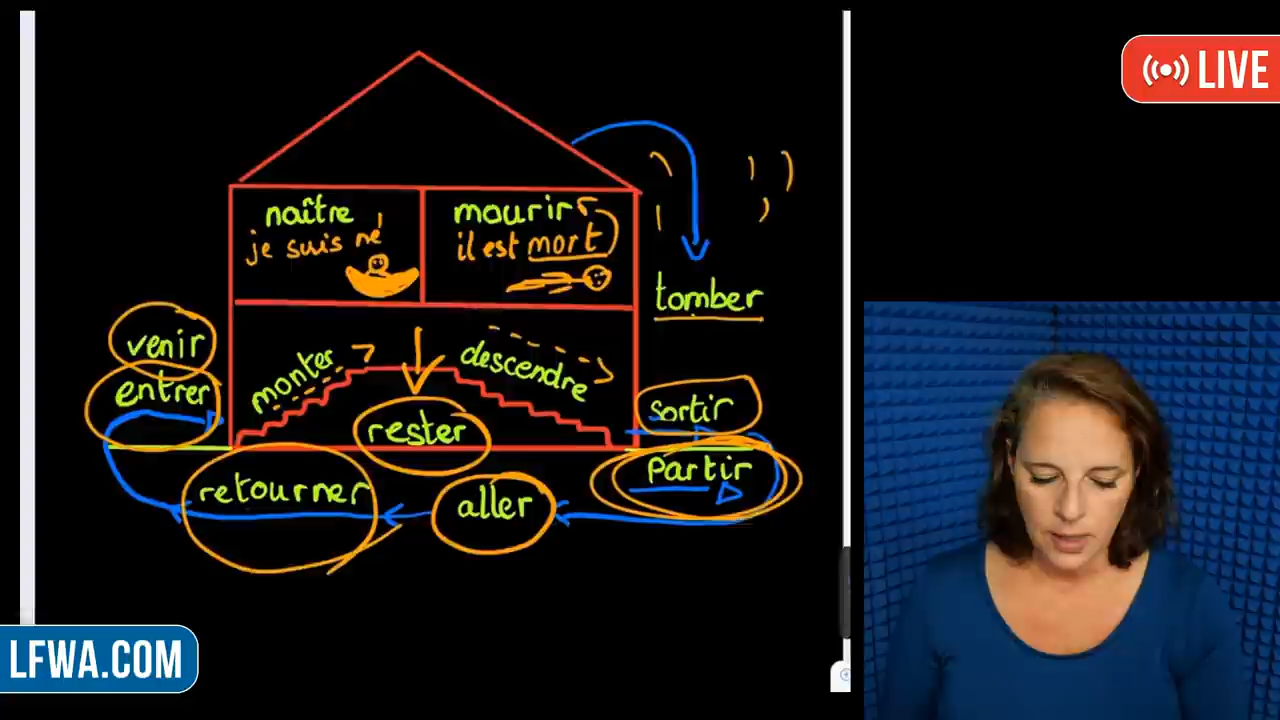 LIVE
naître
je suis né
mourir
il est mort
tomber
venir
entrer
monter
descendre
rester
sortir
partir
retourner
aller
LFWA.COM